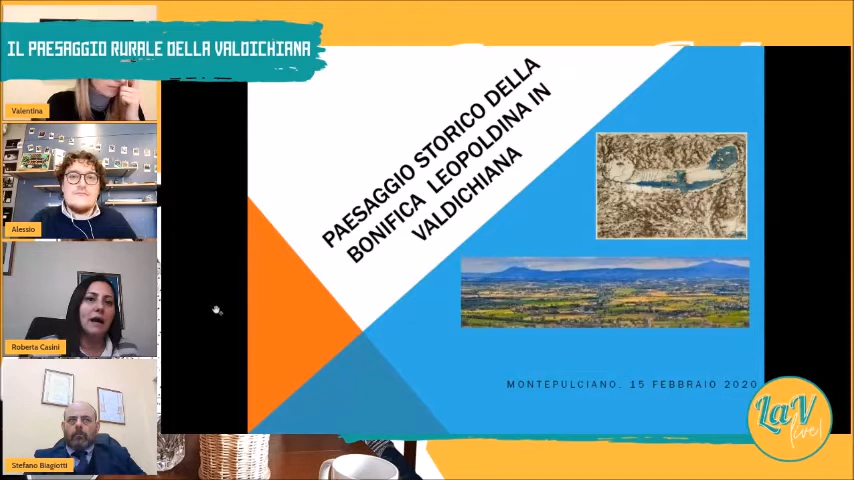 IL PAESAGGIO RURALE DELLA VALDICHIANA
Valentina
Alessio
Roberta Casini
Stefano Biagiotti
PAESAGGIO STORICO DELLA
BONIFICA LEOPOLDINA IN
VALDICHIANA
MONTEPULCIANO, 15 FEBBRAIO 2020
LaV
live!